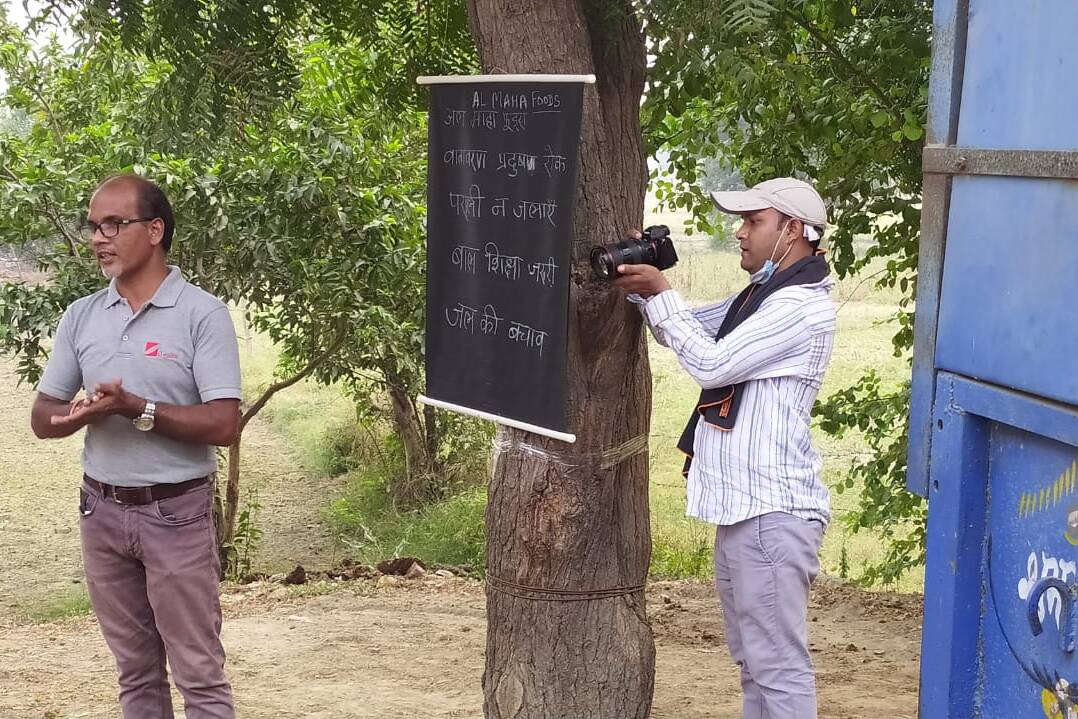 AL MAHA FOODS
अल माहा फूड्स
वातावरण प्रदुषण रोक
पराली न जलाएँ
बाल शिक्षा जरुरी
जल की बचाव